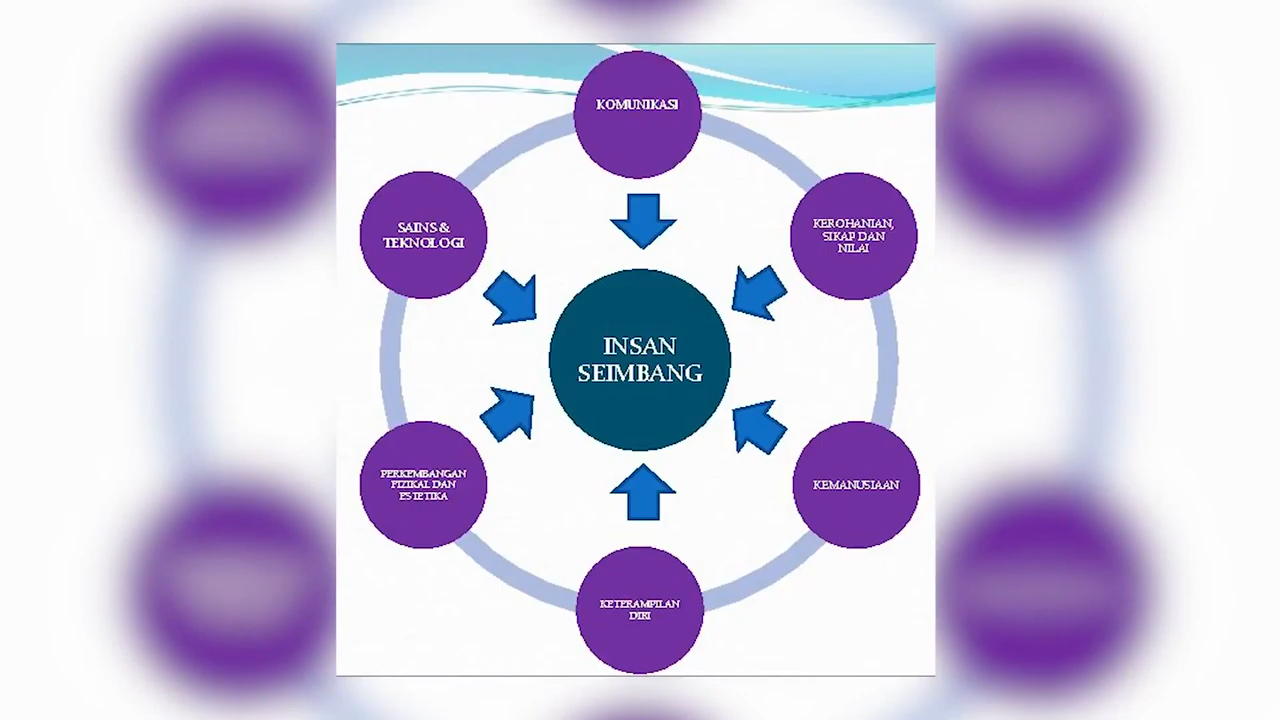 KOMUNIKASI
SAINS &
TEKNOLOGI
KEROHANIAN,
SIKAP DAN
NILAI
INSAN
SEIMBANG
PERKEMBANGAN
FIZIKAL DAN
ESTETIKA
KEMANUSIAAN
KETERAMPILAN
DIRI